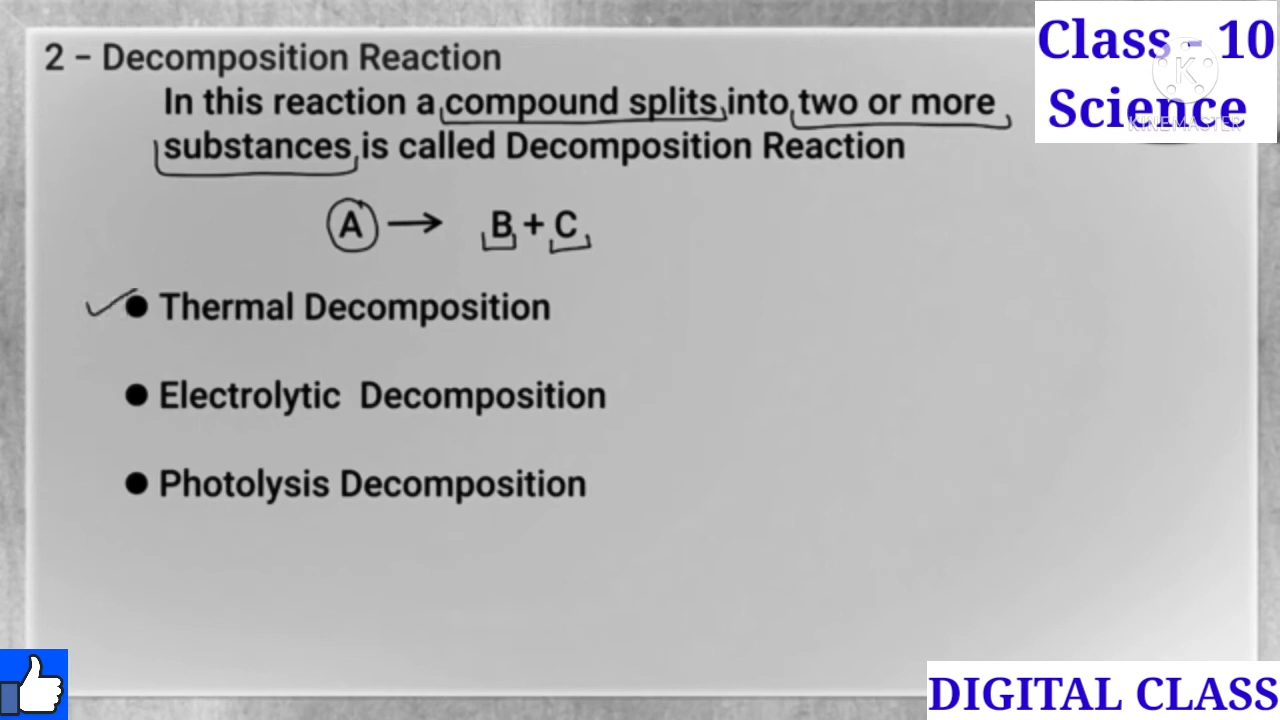 2 - Decomposition Reaction
In this reaction a compound splits into two or more
substances is called Decomposition Reaction
A → B + C
● Thermal Decomposition
● Electrolytic Decomposition
● Photolysis Decomposition
Class - 10
Science
K
KINEMASTER
DIGITAL CLASS